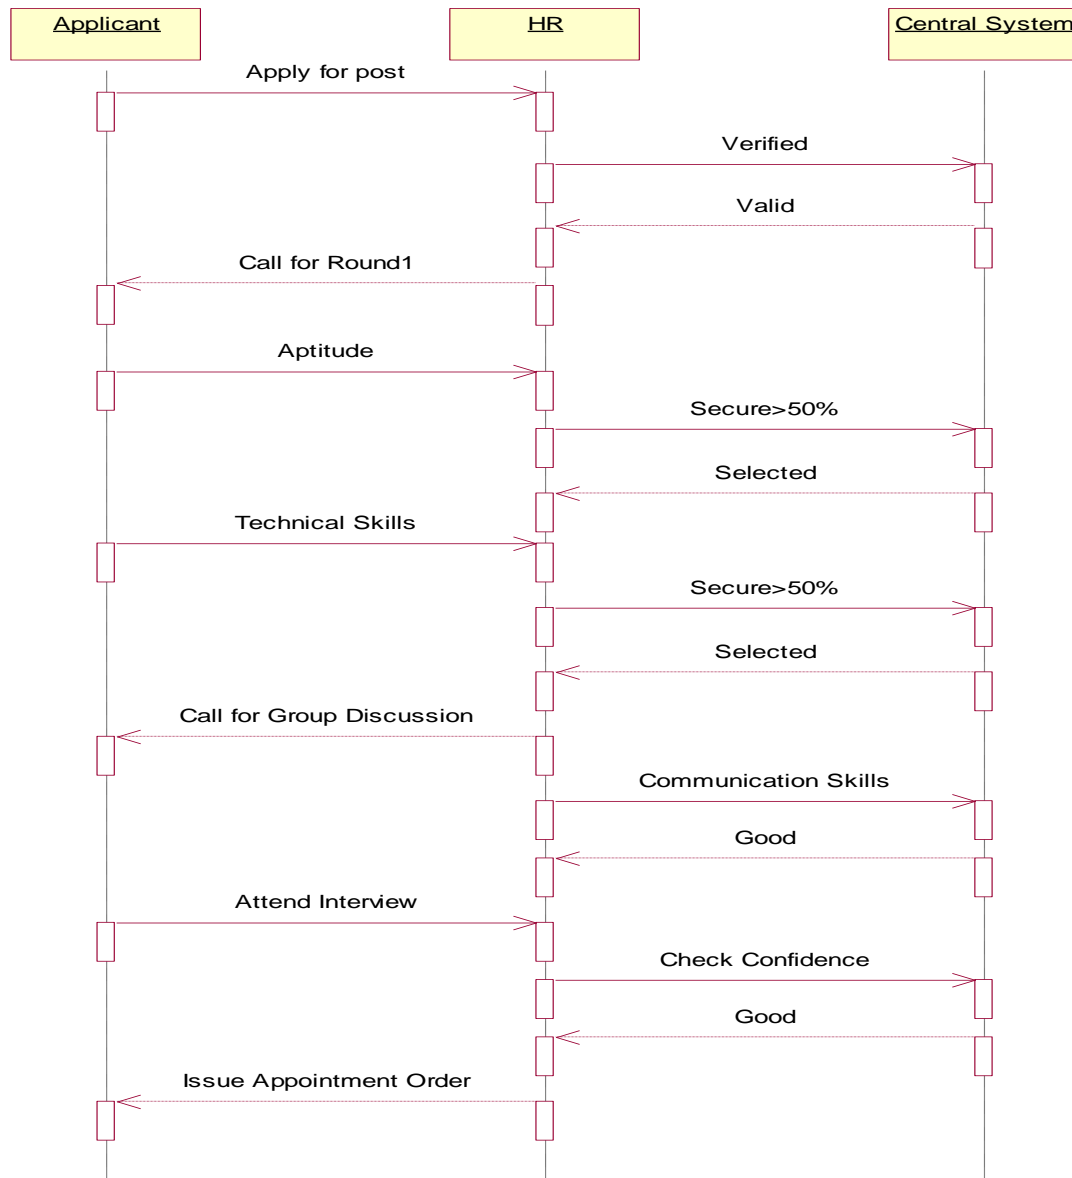 Applicant
HR
Central System
Apply for post
Verified
Valid
Call for Round1
Aptitude
Secure>50%
Selected
Technical Skills
Secure>50%
Selected
Call for Group Discussion
Communication Skills
Good
Attend Interview
Check Confidence
Good
Issue Appointment Order